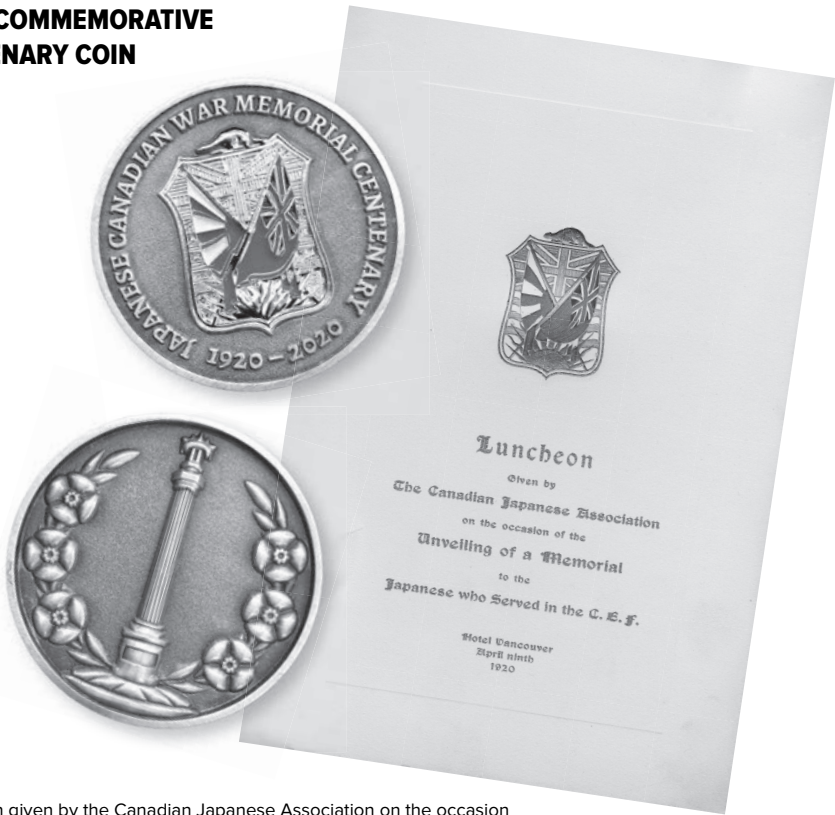 COMMEMORATIVE
ENARY COIN
JAPANESE CANADIAN WAR MEMORIAL CENTENARY
1920 – 2020
Luncheon
Given by
The Canadian Japanese Association
on the occasion of the
Unveiling of a Memorial
to the
Japanese who Served in the C. E. F.
Hotel Vancouver
April ninth
1920
n given by the Canadian Japanese Association on the occasion